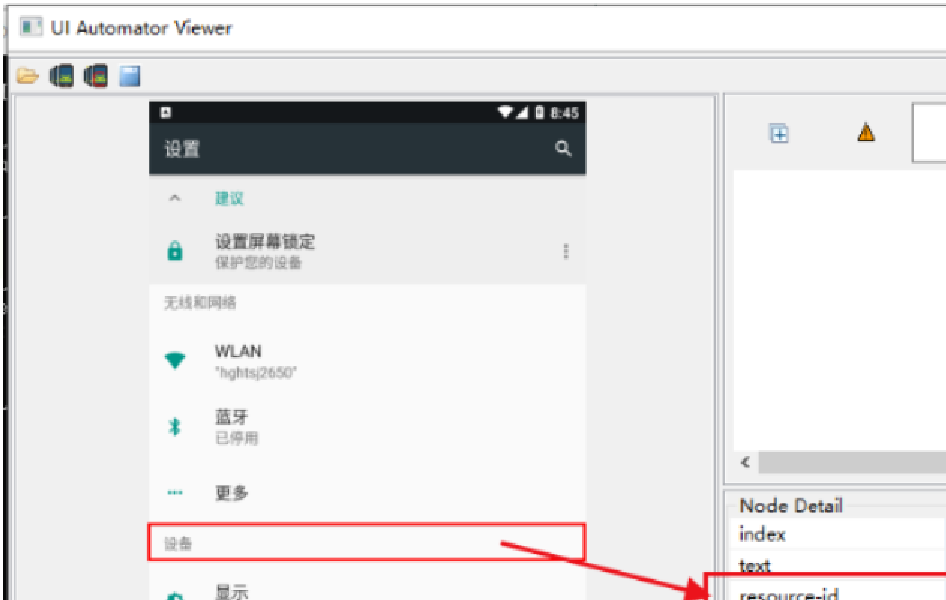 UI Automator Viewer
8:45
设置
建议
设置屏幕锁定
保护您的设备
无线和网络
WLAN
"hghtsj2650"
蓝牙
已停用
更多
设备
显示
Node Detail
index
text
resource-id